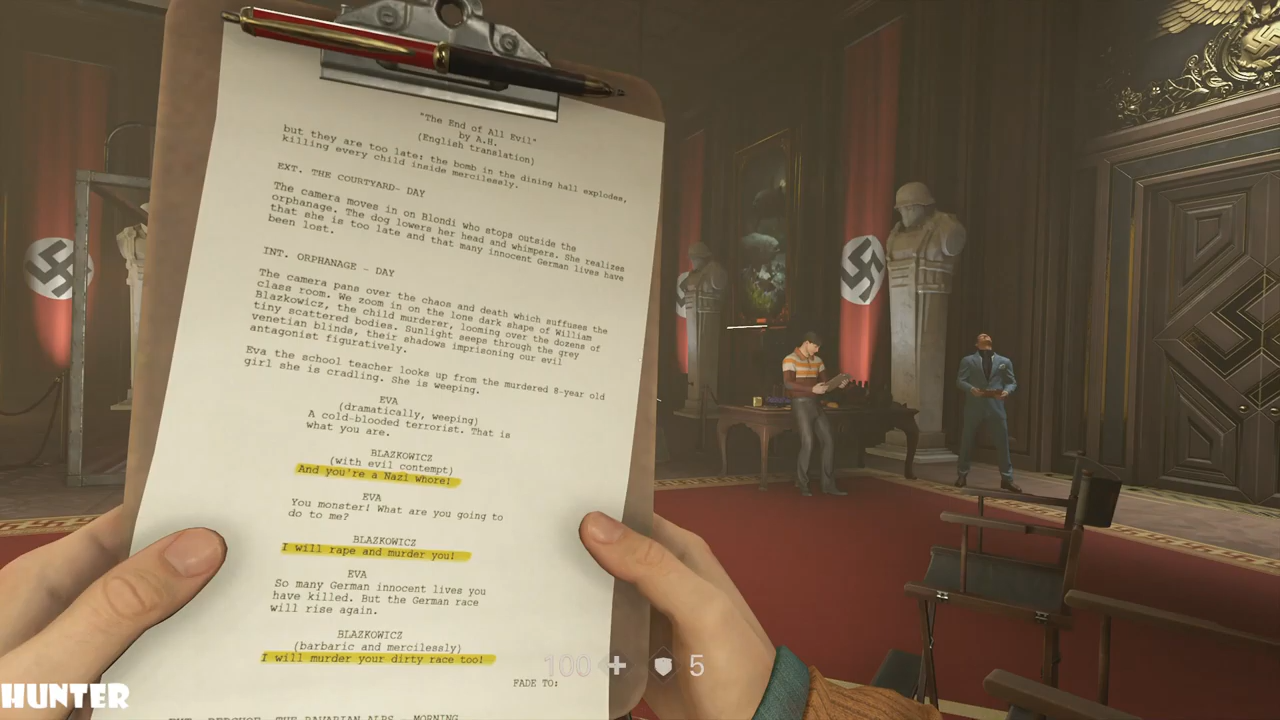 "The End of All Evil"
by A.H.
(English translation)
but they are too late: the bomb in the dining hall explodes,
killing every child inside mercilessly.
EXT. THE COURTYARD- DAY
The camera moves in on Blondi who stops outside the
orphanage. The dog lowers her head and whimpers. She realizes
that she is too late and that many innocent German lives have
been lost.
INT. ORPHANAGE - DAY
The camera pans over the chaos and death which suffuses the
class room. We zoom in on the lone dark shape of William
Blazkowicz, the child murderer, looming over the dozens of
tiny scattered bodies. Sunlight seeps through the grey
venetian blinds, their shadows imprisoning our evil
antagonist figuratively.
Eva the school teacher looks up from the murdered 8-year old
girl she is cradling. She is weeping.
EVA
(dramatically, weeping)
A cold-blooded terrorist. That is
what you are.
BLAZKOWICZ
(with evil contempt)
And you're a Nazi whore!
EVA
You monster! What are you going to
do to me?
BLAZKOWICZ
I will rape and murder you!
EVA
So many German innocent lives you
have killed. But the German race
will rise again.
BLAZKOWICZ
(barbaric and mercilessly)
I will murder your dirty race too!
FADE TO:
EXT. BERGHOF, THE BAVARIAN ALPS - MORNING
100
5
HUNTER